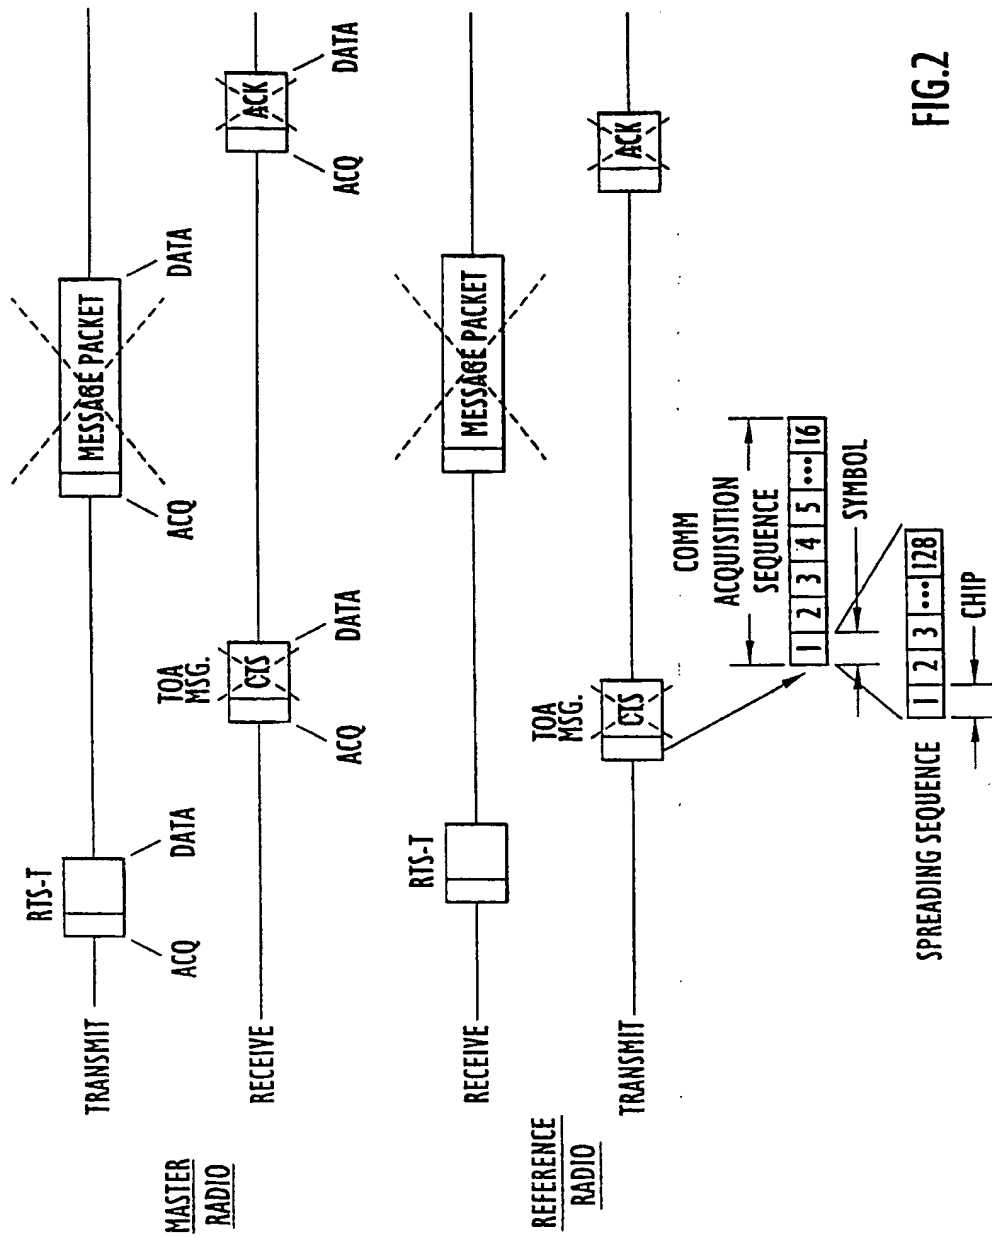 MASTER
RADIO
TRANSMIT
RTS-T
ACQ
DATA
ACQ
MESSAGE PACKET
DATA
RECEIVE
TOA
MSG.
CTS
ACQ
DATA
ACK
ACQ
DATA
REFERENCE
RADIO
RECEIVE
RTS-T
MESSAGE PACKET
TRANSMIT
TOA
MSG.
CTS
ACK
COMM
ACQUISITION
SEQUENCE
1 2 3 4 5 ••• 16
SYMBOL
SPREADING SEQUENCE
1 2 3 ••• 128
CHIP
FIG.2